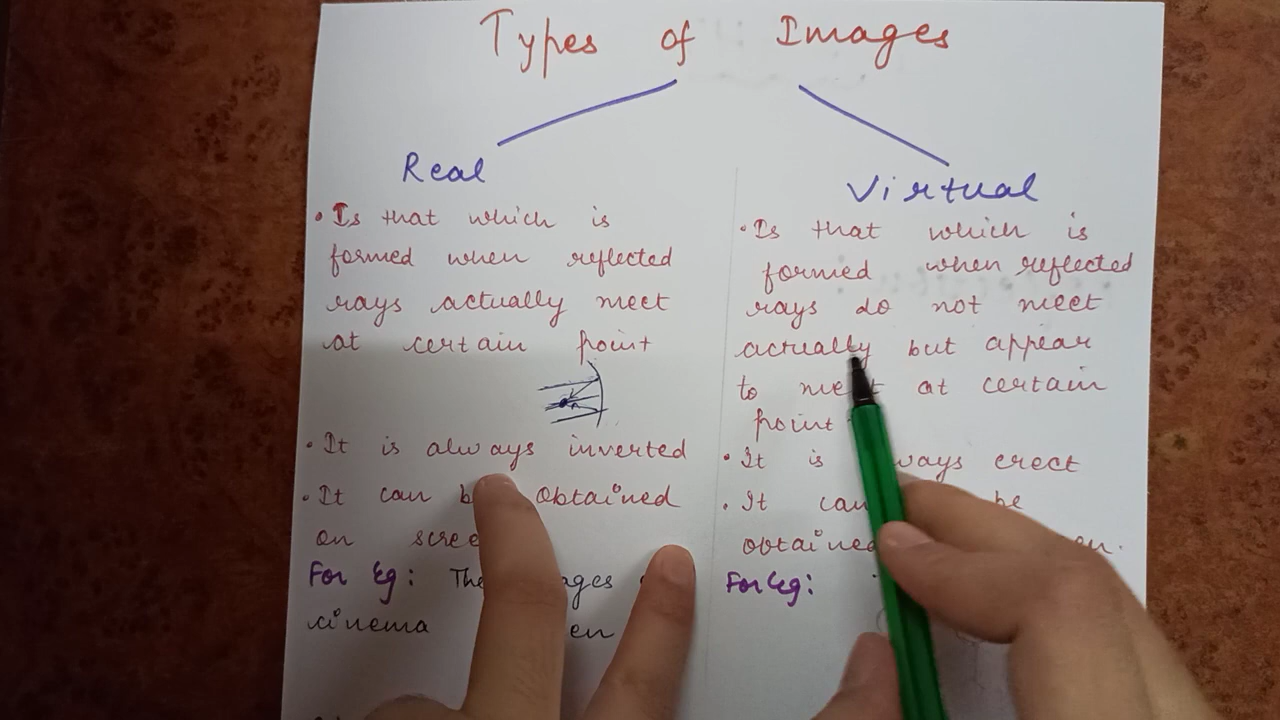 Types of Images
Real
• Is that which is
formed when reflected
rays actually meet
at certain point
• It is always inverted
• It can obtained
on
For Eg: images
cinema
Virtual
• Is that which is
formed when reflected
rays do not meet
actually but appear
to meet at certain
point
• It is erect
• It can be
obtained
For Eg: